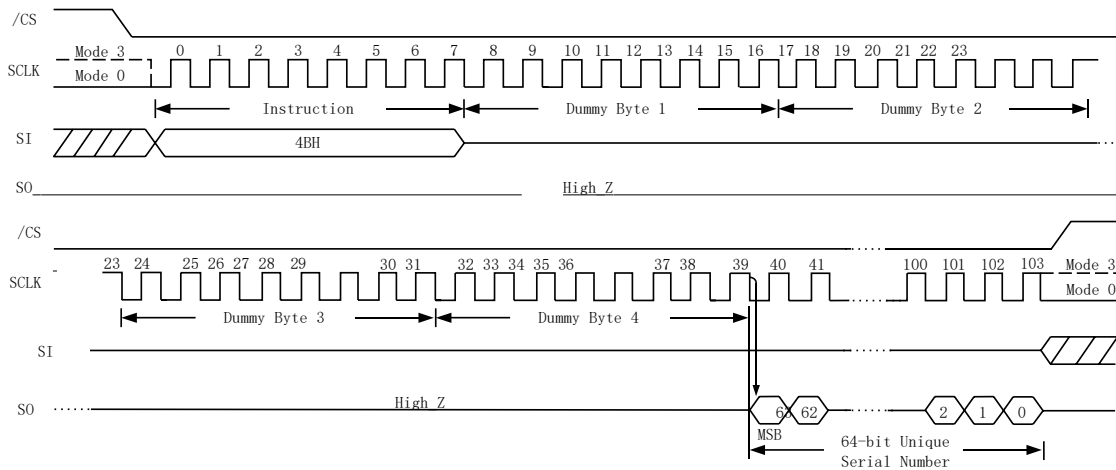 /CS
Mode 3
0 1 2 3 4 5 6 7 8 9 10 11 12 13 14 15 16 17 18 19 20 21 22 23
SCLK
Mode 0
Instruction
Dummy Byte 1
Dummy Byte 2
SI
4BH
SO
High_Z
/CS
23 24 25 26 27 28 29 30 31 32 33 34 35 36 37 38 39 40 41 100 101 102 103
Mode 3
SCLK
Mode 0
Dummy Byte 3
Dummy Byte 4
SI
SO
High_Z
63 62 2 1 0
MSB
64-bit Unique
Serial Number